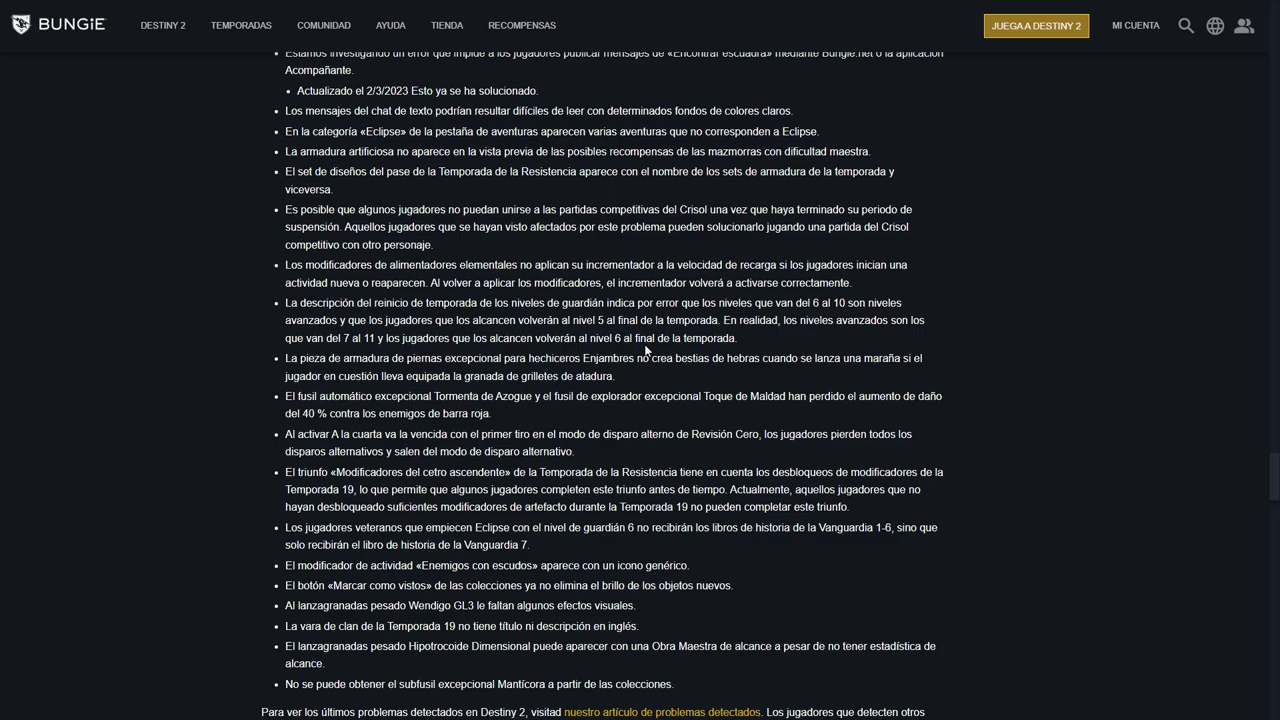 BUNGiE DESTINY 2 TEMPORADAS COMUNIDAD AYUDA TIENDA RECOMPENSAS JUEGA A DESTINY 2 MI CUENTA
Estamos investigando un error que impide a los jugadores publicar mensajes de «Encontrar escuadra» mediante Bungie.net o la aplicación
Acompañante.
• Actualizado el 2/3/2023 Esto ya se ha solucionado.
• Los mensajes del chat de texto podrían resultar difíciles de leer con determinados fondos de colores claros.
• En la categoría «Eclipse» de la pestaña de aventuras aparecen varias aventuras que no corresponden a Eclipse.
• La armadura artificiosa no aparece en la vista previa de las posibles recompensas de las mazmorras con dificultad maestra.
• El set de diseños del pase de la Temporada de la Resistencia aparece con el nombre de los sets de armadura de la temporada y
viceversa.
• Es posible que algunos jugadores no puedan unirse a las partidas competitivas del Crisol una vez que haya terminado su periodo de
suspensión. Aquellos jugadores que se hayan visto afectados por este problema pueden solucionarlo jugando una partida del Crisol
competitivo con otro personaje.
• Los modificadores de alimentadores elementales no aplican su incrementador a la velocidad de recarga si los jugadores inician una
actividad nueva o reaparecen. Al volver a aplicar los modificadores, el incrementador volverá a activarse correctamente.
• La descripción del reinicio de temporada de los niveles de guardián indica por error que los niveles que van del 6 al 10 son niveles
avanzados y que los jugadores que los alcancen volverán al nivel 5 al final de la temporada. En realidad, los niveles avanzados son los
que van del 7 al 11 y los jugadores que los alcancen volverán al nivel 6 al final de la temporada.
• La pieza de armadura de piernas excepcional para hechiceros Enjambres no crea bestias de hebras cuando se lanza una maraña si el
jugador en cuestión lleva equipada la granada de grilletes de atadura.
• El fusil automático excepcional Tormenta de Azogue y el fusil de explorador excepcional Toque de Maldad han perdido el aumento de daño
del 40 % contra los enemigos de barra roja.
• Al activar A la cuarta va la vencida con el primer tiro en el modo de disparo alterno de Revisión Cero, los jugadores pierden todos los
disparos alternativos y salen del modo de disparo alternativo.
• El triunfo «Modificadores del cetro ascendente» de la Temporada de la Resistencia tiene en cuenta los desbloqueos de modificadores de la
Temporada 19, lo que permite que algunos jugadores completen este triunfo antes de tiempo. Actualmente, aquellos jugadores que no
hayan desbloqueado suficientes modificadores de artefacto durante la Temporada 19 no pueden completar este triunfo.
• Los jugadores veteranos que empiecen Eclipse con el nivel de guardián 6 no recibirán los libros de historia de la Vanguardia 1-6, sino que
solo recibirán el libro de historia de la Vanguardia 7.
• El modificador de actividad «Enemigos con escudos» aparece con un icono genérico.
• El botón «Marcar como vistos» de las colecciones ya no elimina el brillo de los objetos nuevos.
• Al lanzagranadas pesado Wendigo GL3 le faltan algunos efectos visuales.
• La vara de clan de la Temporada 19 no tiene título ni descripción en inglés.
• El lanzagranadas pesado Hipotrocoide Dimensional puede aparecer con una Obra Maestra de alcance a pesar de no tener estadística de
alcance.
• No se puede obtener el subfusil excepcional Mantícora a partir de las colecciones.
Para ver los últimos problemas detectados en Destiny 2, visitad nuestro artículo de problemas detectados. Los jugadores que detecten otros